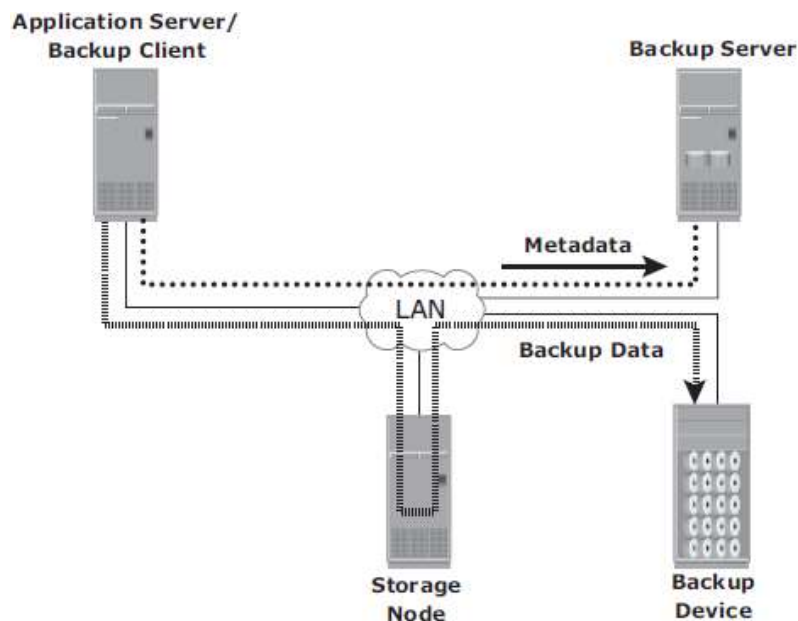 Application Server/
Backup Client
Backup Server
Metadata
LAN
Backup Data
Storage
Node
Backup
Device